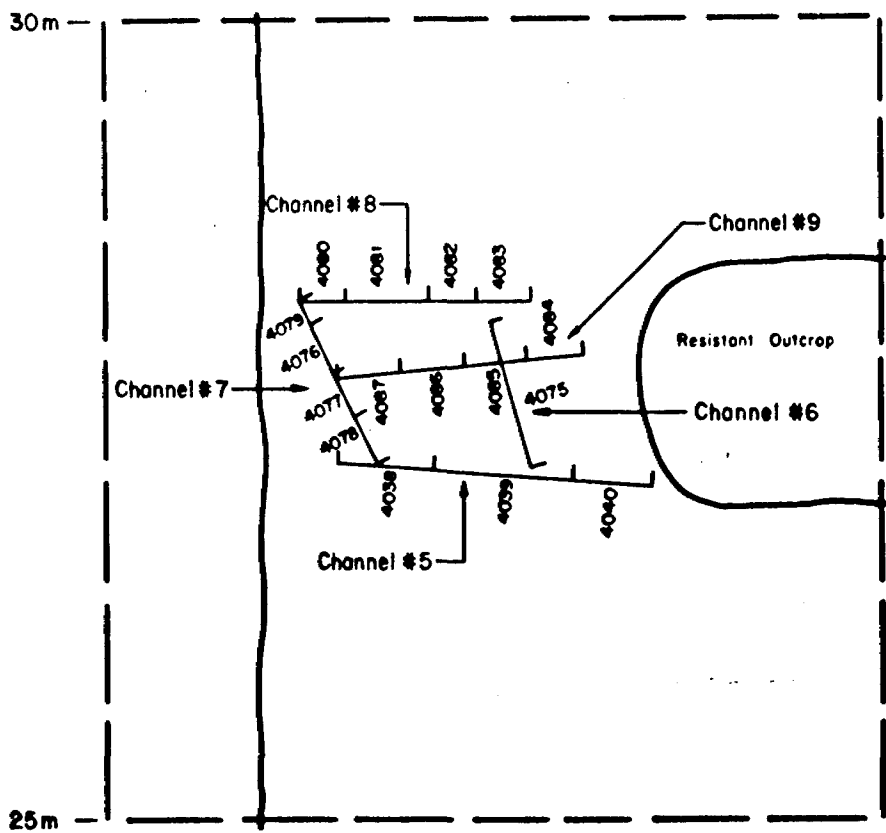 30m
Channel #8
Channel #9
4080
4081
4082
4083
4084
4079
4076
Resistant Outcrop
Channel #7
4077
4087
4086
4085
4075
Channel #6
4078
4038
4039
4040
Channel #5
25m